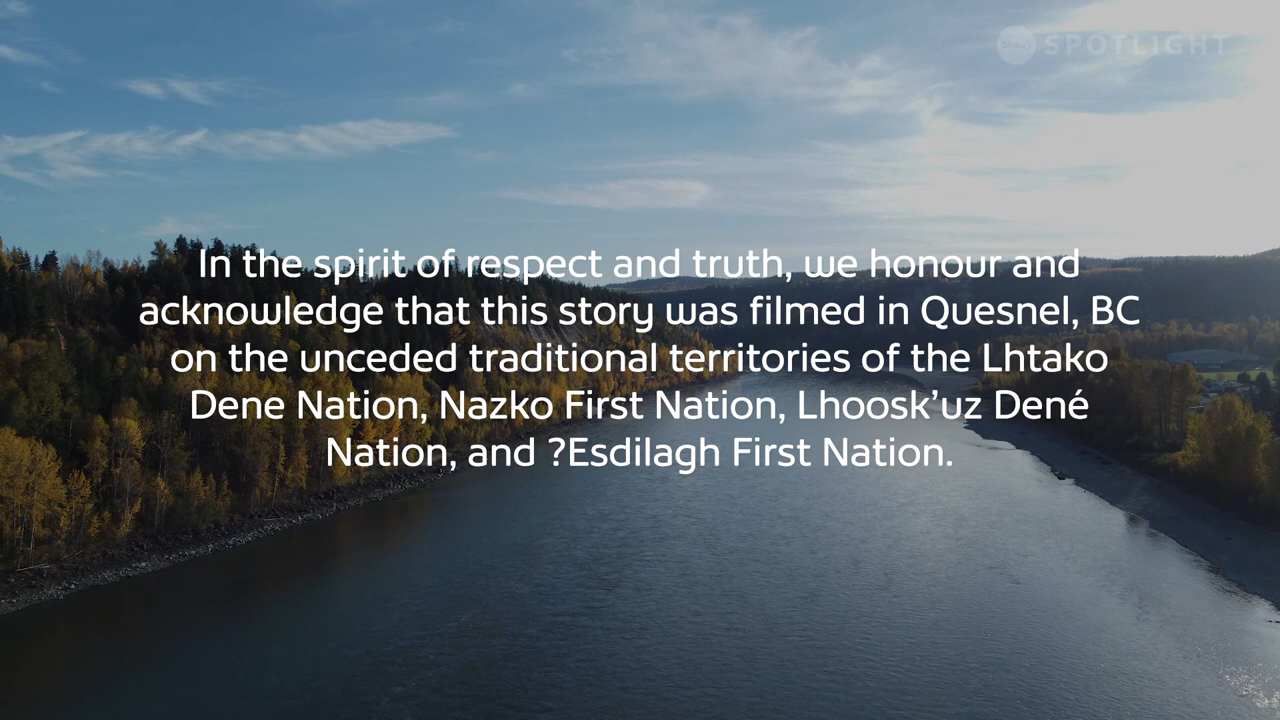 SPOTLIGHT
In the spirit of respect and truth, we honour and
acknowledge that this story was filmed in Quesnel, BC
on the unceded traditional territories of the Lhtako
Dene Nation, Nazko First Nation, Lhoosk’uz Dené
Nation, and ?Esdilagh First Nation.